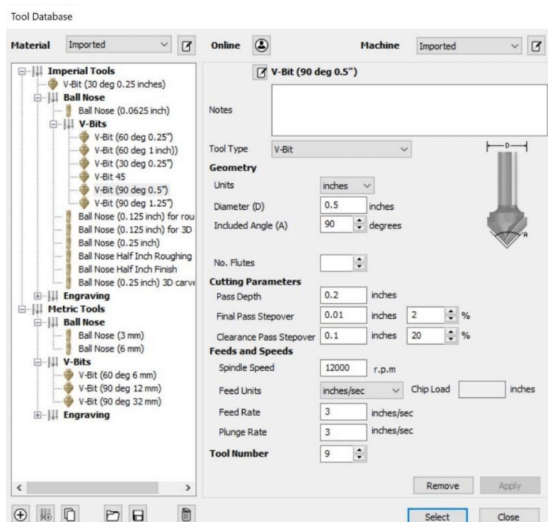 Tool Database
Material Imported Online Machine Imported
Imperial Tools
V-Bit (30 deg 0.25 inches)
Ball Nose
Ball Nose (0.0625 inch)
V-Bits
V-Bit (60 deg 0.25")
V-Bit (60 deg 1 inch))
V-Bit (30 deg 0.25")
V-Bit 45
V-Bit (90 deg 0.5")
V-Bit (90 deg 1.25")
Ball Nose (0.125 inch) for rou
Ball Nose (0.125 inch) for 3D
Ball Nose (0.25 inch)
Ball Nose Half Inch Roughing
Ball Nose Half Inch Finish
Ball Nose (0.25 inch) 3D carve
Engraving
Metric Tools
Ball Nose
Ball Nose (3 mm)
Ball Nose (6 mm)
V-Bits
V-Bit (60 deg 6 mm)
V-Bit (90 deg 12 mm)
V-Bit (90 deg 32 mm)
Engraving
V-Bit (90 deg 0.5")
Notes
Tool Type V-Bit
D
A
Geometry
Units inches
Diameter (D) 0.5 inches
Included Angle (A) 90 degrees
No. Flutes
Cutting Parameters
Pass Depth 0.2 inches
Final Pass Stepover 0.01 inches 2 %
Clearance Pass Stepover 0.1 inches 20 %
Feeds and Speeds
Spindle Speed 12000 r.p.m
Feed Units inches/sec Chip Load inches
Feed Rate 3 inches/sec
Plunge Rate 3 inches/sec
Tool Number 9
Remove Apply
Select Close